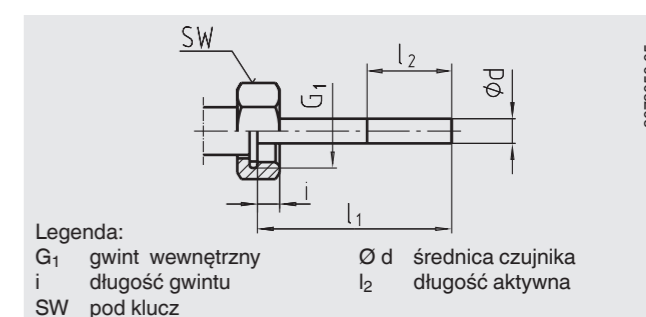 SW
l₂
G₁
Ød
i
l₁
Legenda:
G₁ gwint wewnętrzny Ø d średnica czujnika
i długość gwintu l₂ długość aktywna
SW pod klucz